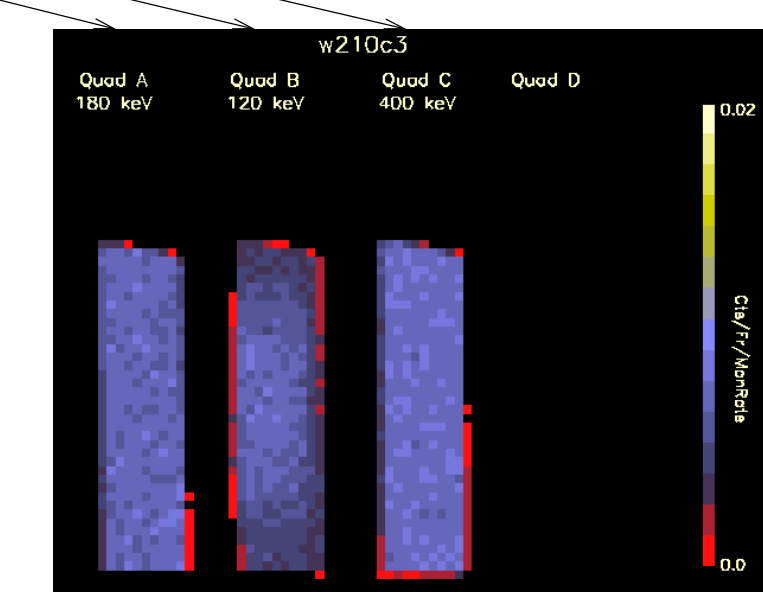 w210c3
Quad A Quad B Quad C Quad D
180 keV 120 keV 400 keV
0.02
Cts/Fr/MonRate
0.0